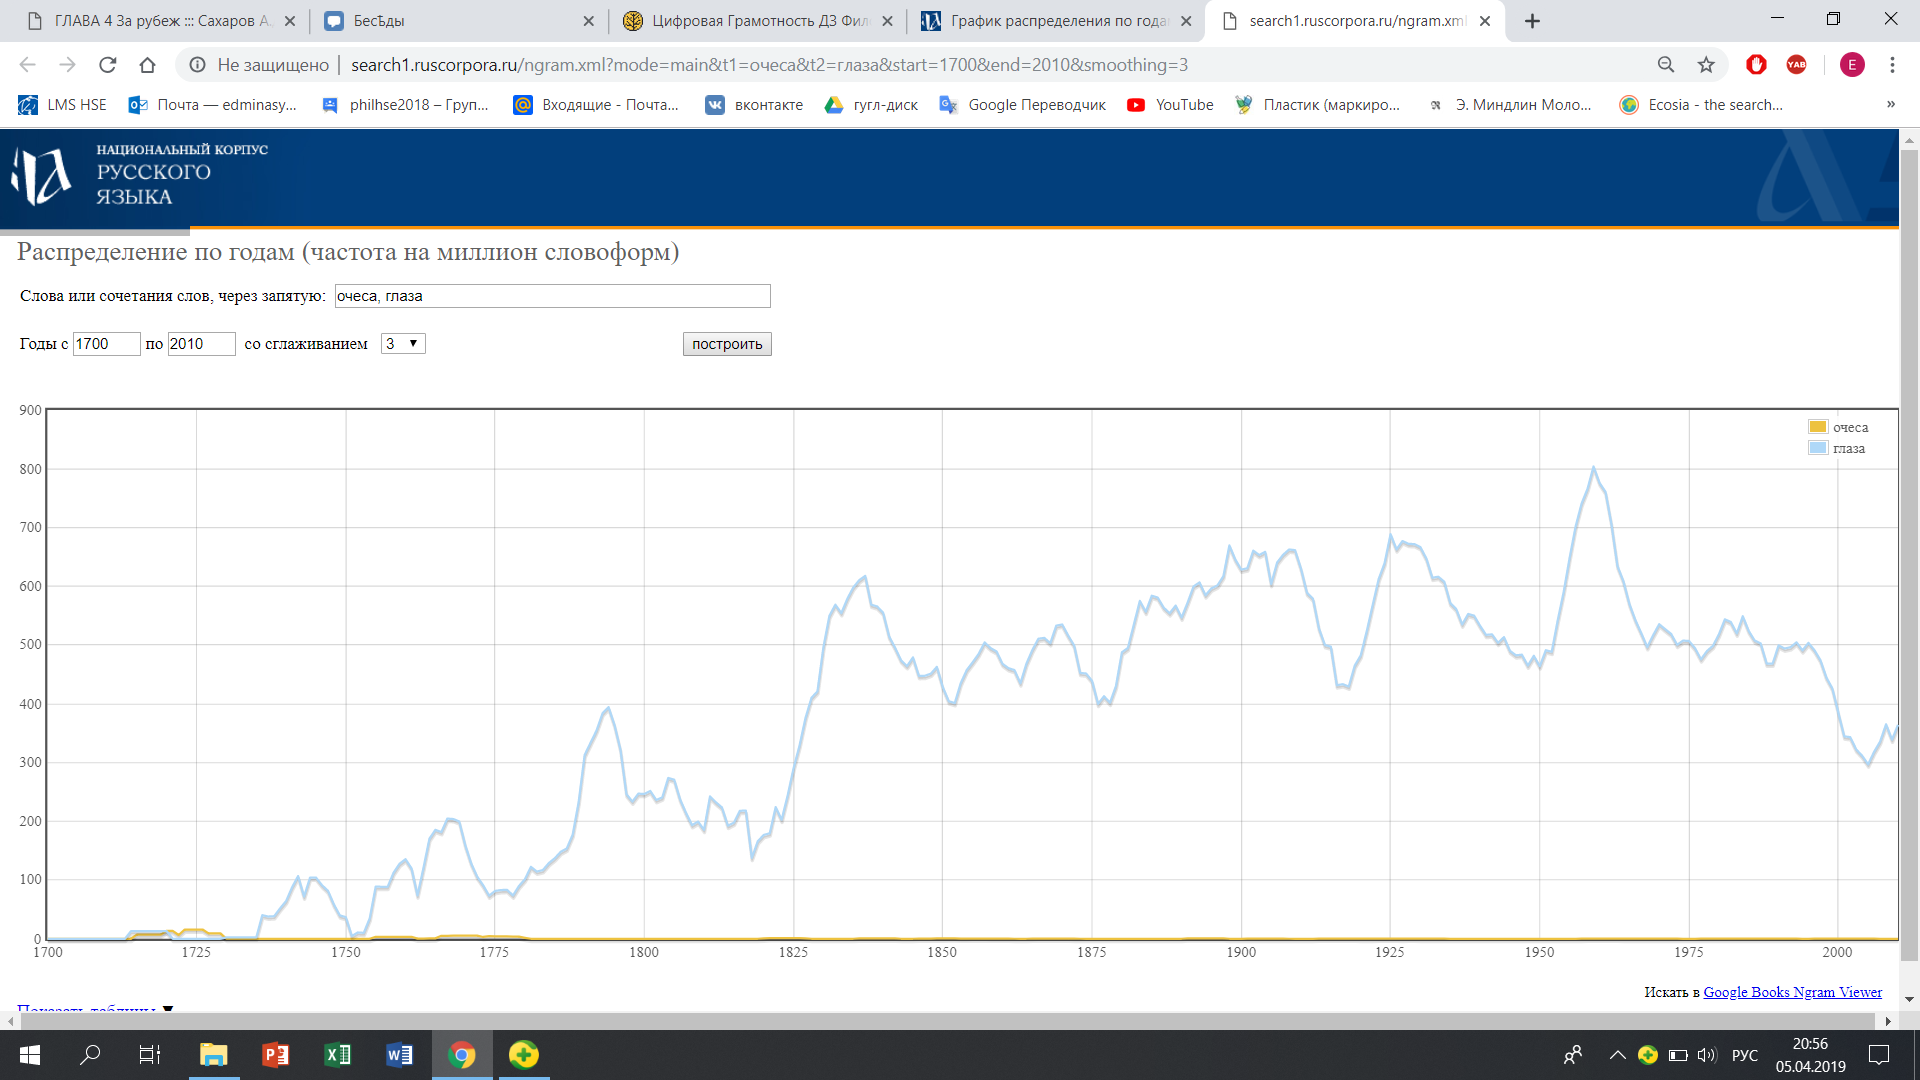 ГЛАВА 4 За рубеж ::: Сахаров А.
Бесѣды
Цифровая Грамотность ДЗ Фил
График распределения по года
search1.ruscorpora.ru/ngram.xml
Не защищено | search1.ruscorpora.ru/ngram.xml?mode=main&t1=очеса&t2=глаза&start=1700&end=2010&smoothing=3
YAB
E
LMS HSE
Почта — edminasy...
philhse2018 – Груп...
Входящие - Почта...
вконтакте
гугл-диск
Google Переводчик
YouTube
Пластик (маркиро...
Э. Миндлин Моло...
Ecosia - the search...
»
НАЦИОНАЛЬНЫЙ КОРПУС
РУССКОГО
ЯЗЫКА
Распределение по годам (частота на миллион словоформ)
Слова или сочетания слов, через запятую: очеса, глаза
Годы с 1700 по 2010 со сглаживанием 3 построить
900
800
700
600
500
400
300
200
100
0
очеса
глаза
1700 1725 1750 1775 1800 1825 1850 1875 1900 1925 1950 1975 2000
Искать в Google Books Ngram Viewer
Показать таблицы ▼
РУС
20:56
05.04.2019